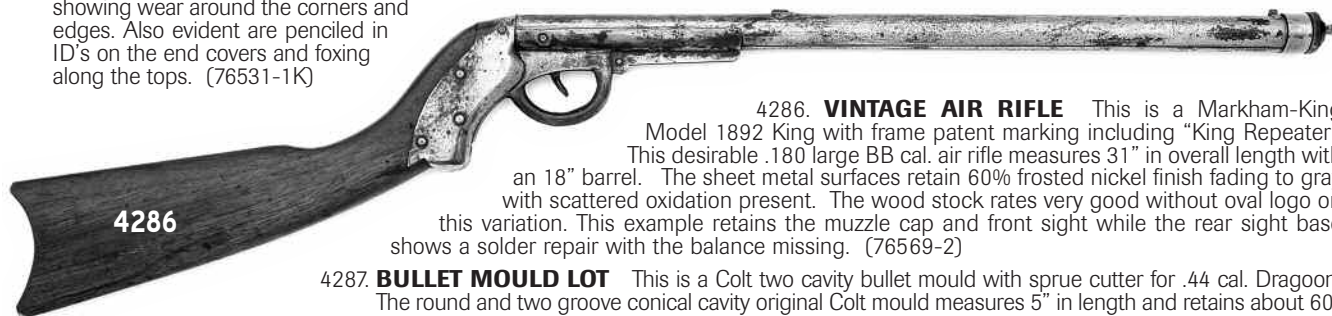 showing wear around the corners and
edges. Also evident are penciled in
ID's on the end covers and foxing
along the tops. (76531-1K)
4286. VINTAGE AIR RIFLE This is a Markham-King
Model 1892 King with frame patent marking including “King Repeater
This desirable .180 large BB cal. air rifle measures 31” in overall length with
an 18” barrel. The sheet metal surfaces retain 60% frosted nickel finish fading to
with scattered oxidation present. The wood stock rates very good without oval logo
this variation. This example retains the muzzle cap and front sight while the rear sight base
shows a solder repair with the balance missing. (76569-2)
4286
4287. BULLET MOULD LOT This is a Colt two cavity bullet mould with sprue cutter for .44 cal. Dragoon
The round and two groove conical cavity original Colt mould measures 5” in length and retains about 60